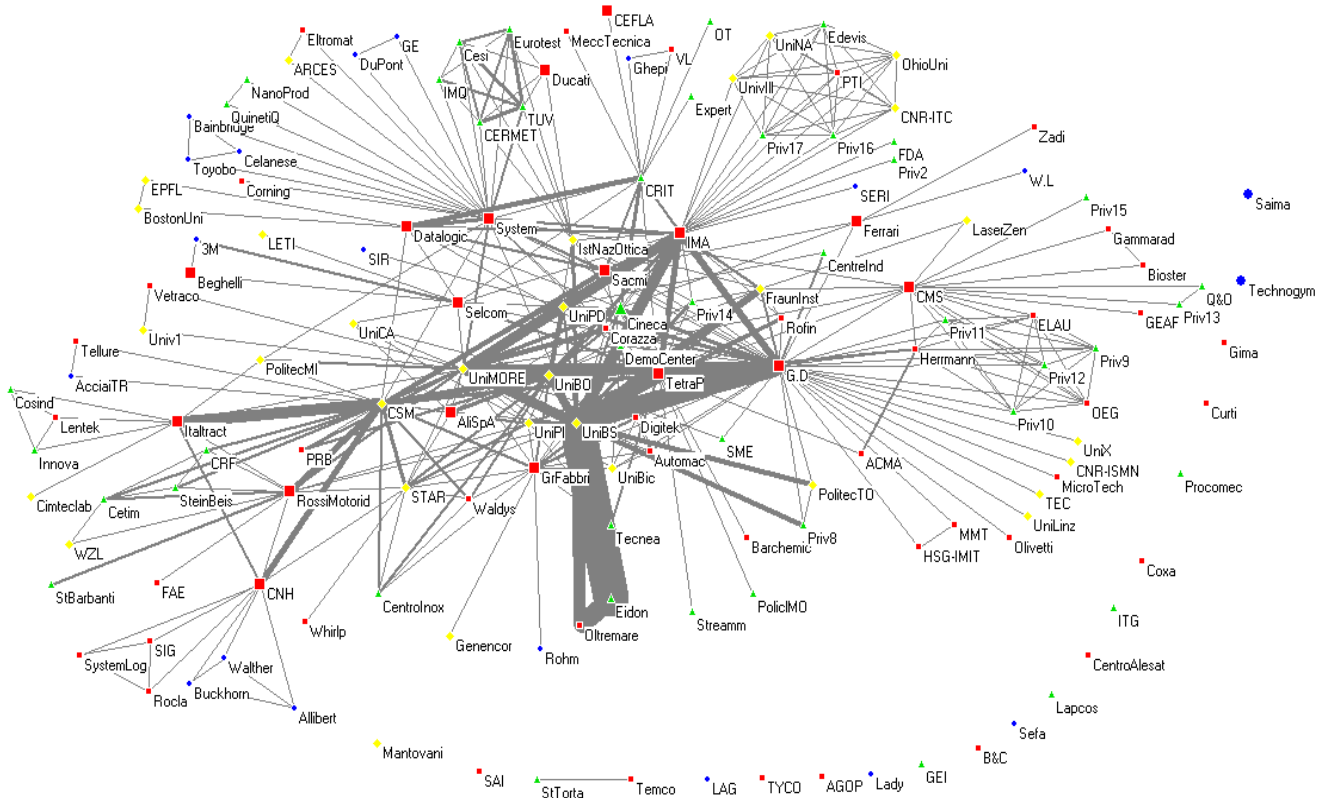 CEFLA
Eltromat
GE
Eurotest
MeccTecnica
OT
UniNA
Edevis
DuPont
Cesi
VL
Ghepi
OhioUni
ARCES
Ducati
PTI
NanoProd
IMQ
UnivIII
QuinetiQ
TUV
Expert
CNR-ITC
Bainbridge
CERMET
Priv17
Priv16
Zadi
Toyobo
Celanese
FDA
Priv2
EPFL
Corning
CRIT
SERI
W.L
Saima
BostonUni
Datalogic
System
IMA
Ferrari
LaserZen
Priv15
3M
LETI
SIR
IstNazOttica
Gammarad
Beghelli
Sacmi
CentreInd
Bioster
Technogym
Vetraco
Selcom
FraunInst
CMS
Q&O
UniPD
Cineca
Priv14
Priv13
Univ1
UniCA
Corazza
Rofin
Priv11
ELAU
GEAF
Tellure
PolitecMI
DemoCenter
Herrmann
Priv9
Gima
AcciaiTR
UniMORE
UniBO
TetraP
G.D
Priv12
Cosind
CSM
AliSpA
OEG
Curti
Lentek
Italtract
UniPI
UniBS
Digitek
Priv10
Innova
CRF
PRB
Automac
SME
UniX
ACMA
CNR-ISMN
Cimteclab
Cetim
SteinBeis
RossiMotorid
STAR
GrFabbri
UniBic
PolitecTO
MicroTech
Procomec
Waldys
TEC
WZL
Tecnea
Priv8
UniLinz
Barchemic
MMT
Olivetti
HSG-IMIT
StBarbanti
FAE
CNH
CentroInox
Coxa
Eidon
PoliclMO
Streamm
ITG
Whirlp
Oltremare
SIG
Genencor
Rohm
SystemLog
Walther
CentroAlesat
Rocla
Buckhorn
Allibert
Lapcos
Sefa
Mantovani
B&C
SAI
StTorta
Temco
LAG
TYCO
AGOP
Lady
GEI